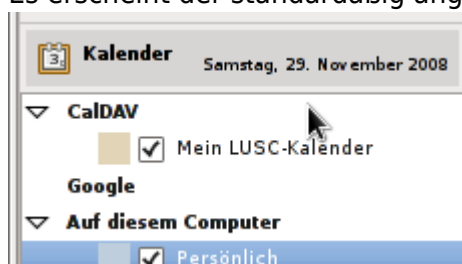 Kalender Samstag, 29. November 2008
CalDAV
Mein LUSC-Kalender
Google
Auf diesem Computer
Persönlich